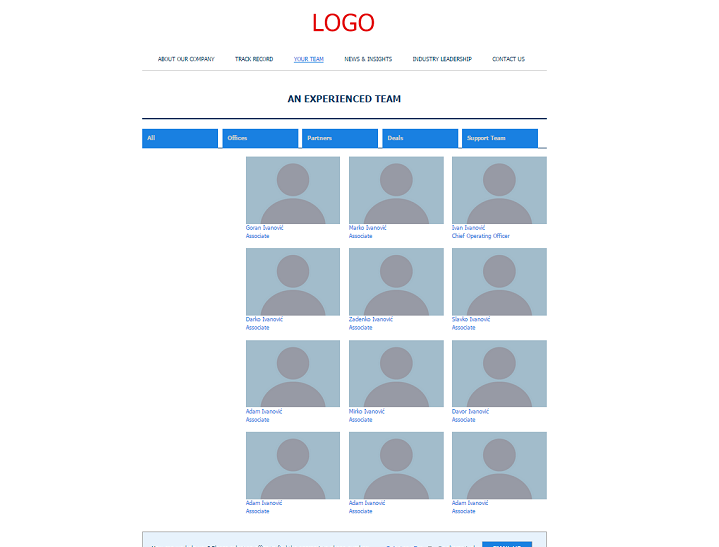 LOGO
ABOUT OUR COMPANY TRACK RECORD YOUR TEAM NEWS & INSIGHTS INDUSTRY LEADERSHIP CONTACT US
AN EXPERIENCED TEAM
All Offices Partners Deals Support Team
Goran Ivanović Marko Ivanović Ivan Ivanović
Associate Associate Chief Operating Officer
Darko Ivanović Zadenko Ivanović Slavko Ivanović
Associate Associate Associate
Adam Ivanović Mirko Ivanović Davor Ivanović
Associate Associate Associate
Adam Ivanović Adam Ivanović Adam Ivanović
Associate Associate Associate